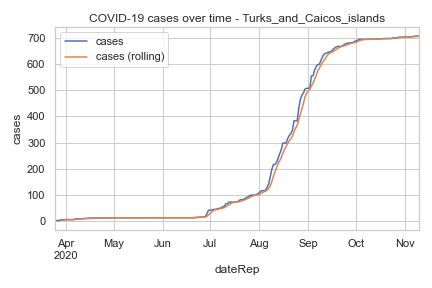 COVID-19 cases over time - Turks_and_Caicos_islands
cases
cases (rolling)
700
600
500
400
300
200
100
0
cases
Apr
2020
May
Jun
Jul
Aug
Sep
Oct
Nov
dateRep